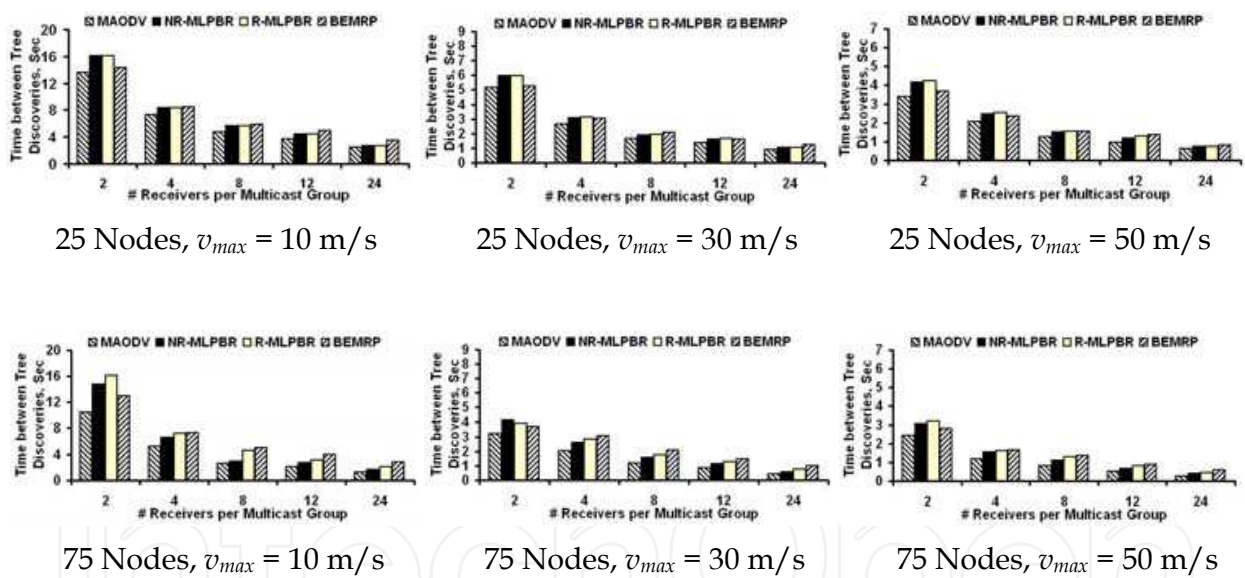 MAODV NR-MLPBR R-MLPBR BEMRP
Time between Tree
Discoveries, Sec
20
16
12
8
4
0
2 4 8 12 24
# Receivers per Multicast Group
25 Nodes, vmax = 10 m/s
MAODV NR-MLPBR R-MLPBR BEMRP
Time between Tree
Discoveries, Sec
9
8
7
6
5
4
3
2
1
0
2 4 8 12 24
# Receivers per Multicast Group
25 Nodes, vmax = 30 m/s
MAODV NR-MLPBR R-MLPBR BEMRP
Time between Tree
Discoveries, Sec
7
6
5
4
3
2
1
0
2 4 8 12 24
# Receivers per Multicast Group
25 Nodes, vmax = 50 m/s
MAODV NR-MLPBR R-MLPBR BEMRP
Time between Tree
Discoveries, Sec
20
16
12
8
4
0
2 4 8 12 24
# Receivers per Multicast Group
75 Nodes, vmax = 10 m/s
MAODV NR-MLPBR R-MLPBR BEMRP
Time between Tree
Discoveries, Sec
9
8
7
6
5
4
3
2
1
0
2 4 8 12 24
# Receivers per Multicast Group
75 Nodes, vmax = 30 m/s
MAODV NR-MLPBR R-MLPBR BEMRP
Time between Tree
Discoveries, Sec
7
6
5
4
3
2
1
0
2 4 8 12 24
# Receivers per Multicast Group
75 Nodes, vmax = 50 m/s